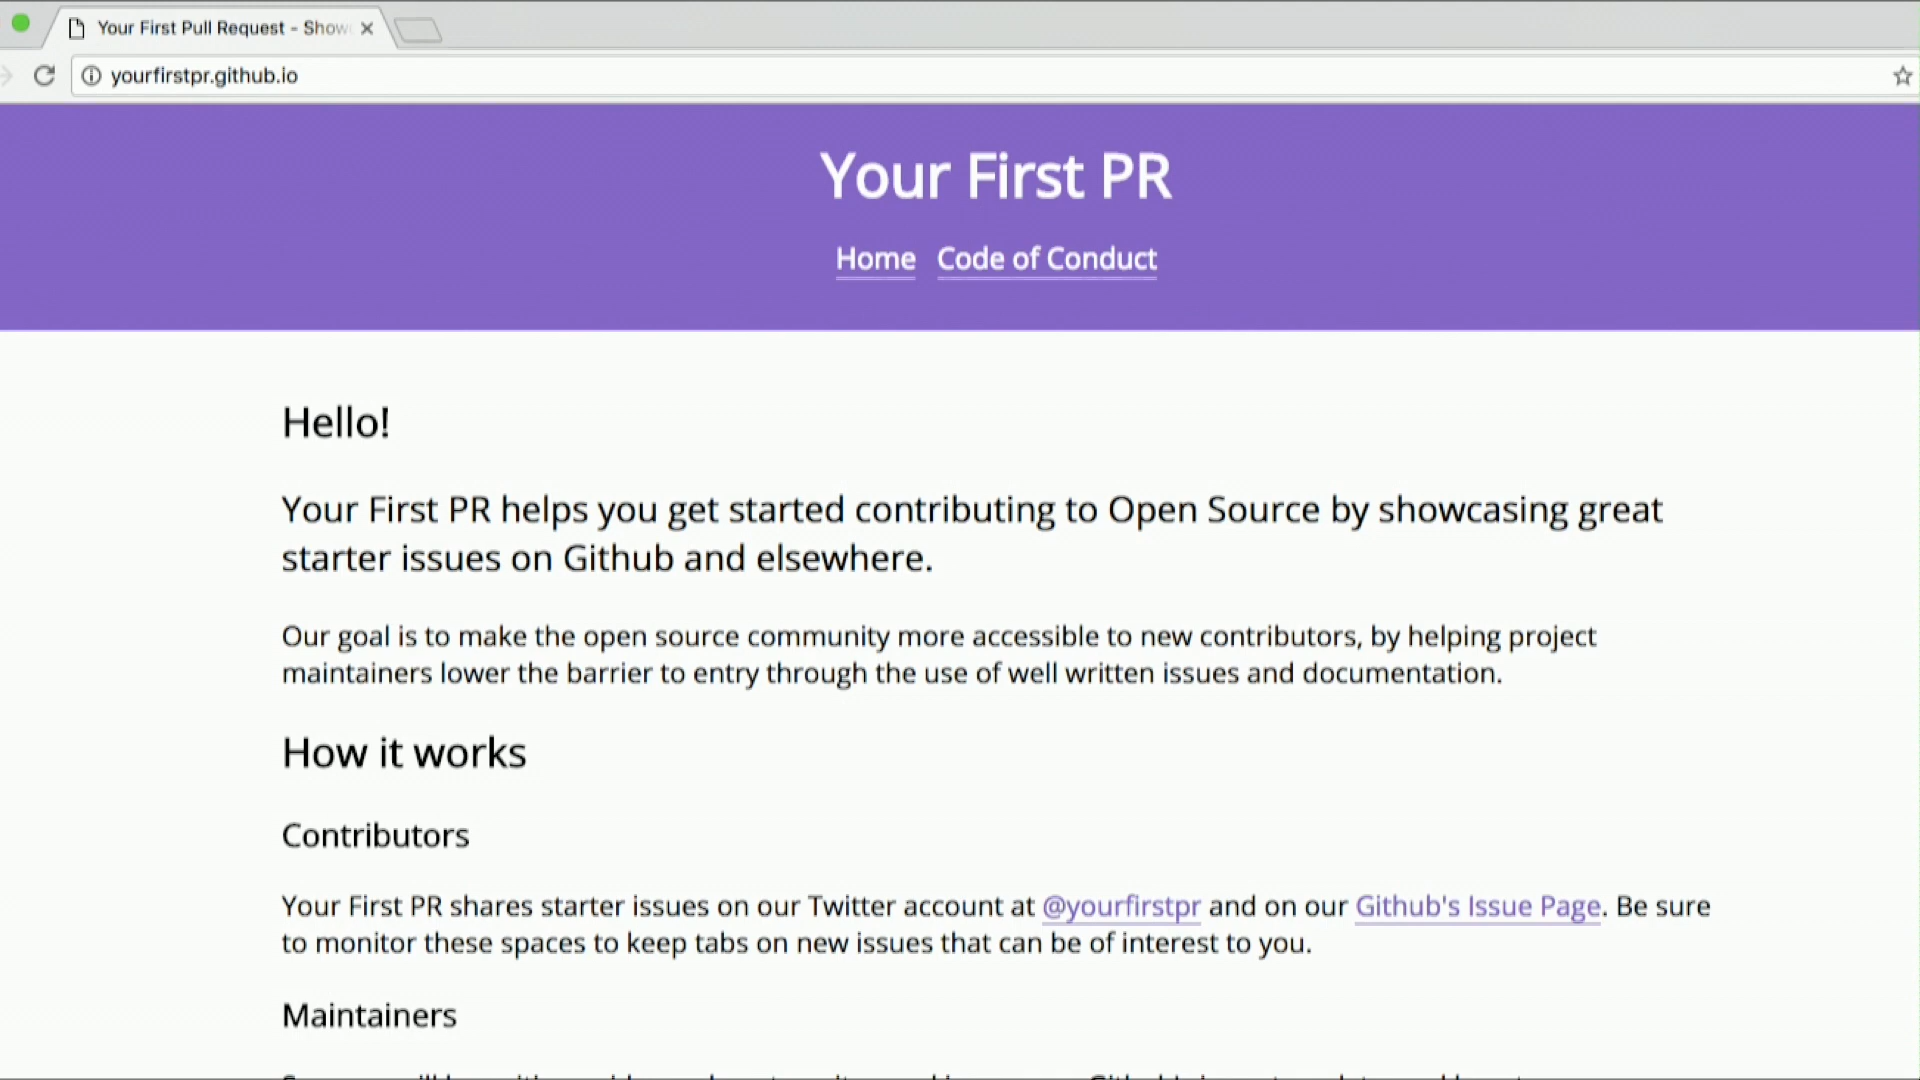 Your First Pull Request - Show
yourfirstpr.github.io
Your First PR
Home Code of Conduct
Hello!
Your First PR helps you get started contributing to Open Source by showcasing great
starter issues on Github and elsewhere.
Our goal is to make the open source community more accessible to new contributors, by helping project
maintainers lower the barrier to entry through the use of well written issues and documentation.
How it works
Contributors
Your First PR shares starter issues on our Twitter account at @yourfirstpr and on our Github's Issue Page. Be sure
to monitor these spaces to keep tabs on new issues that can be of interest to you.
Maintainers